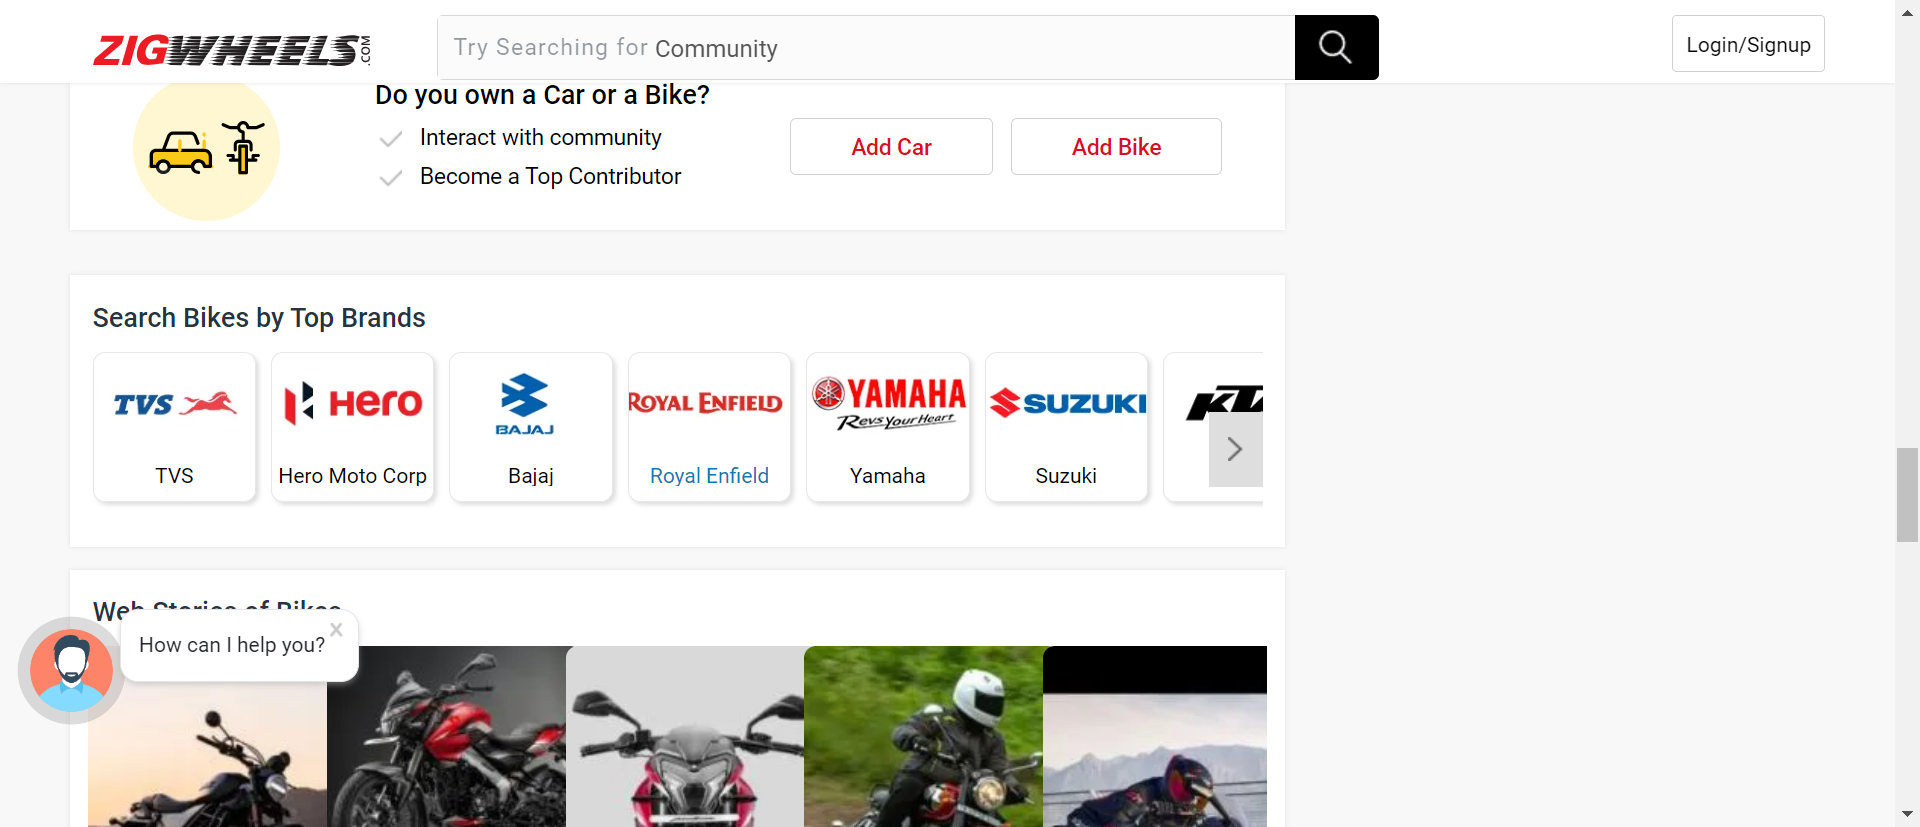 ZIGWHEELS.COM
Try Searching for Community
Login/Signup
Do you own a Car or a Bike?
Interact with community
Become a Top Contributor
Add Car
Add Bike
Search Bikes by Top Brands
TVS
HERO
BAJAJ
ROYAL ENFIELD
YAMAHA
Revs Your Heart
SUZUKI
KTM
TVS
Hero Moto Corp
Bajaj
Royal Enfield
Yamaha
Suzuki
Web Stories of Bikes
How can I help you?